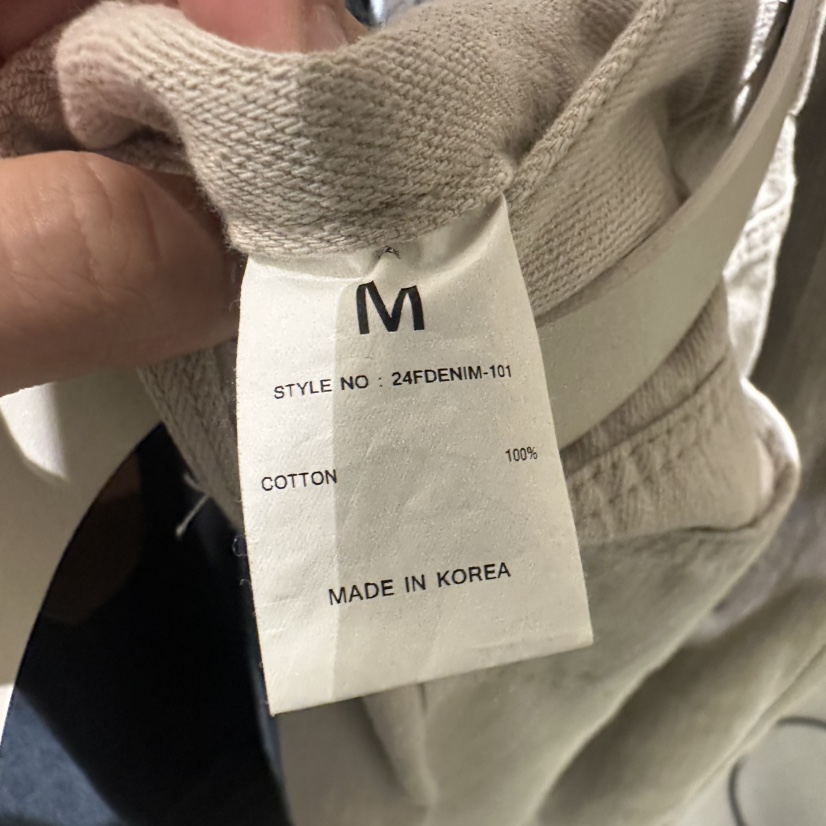 M
STYLE NO : 24FDENIM-101
COTTON 100%
MADE IN KOREA